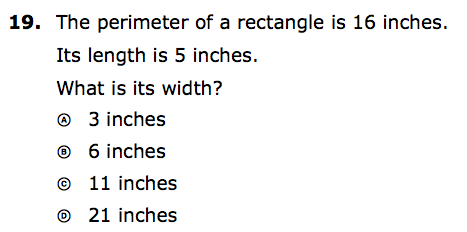 19. The perimeter of a rectangle is 16 inches.
Its length is 5 inches.
What is its width?
Ⓐ 3 inches
Ⓑ 6 inches
Ⓒ 11 inches
Ⓓ 21 inches